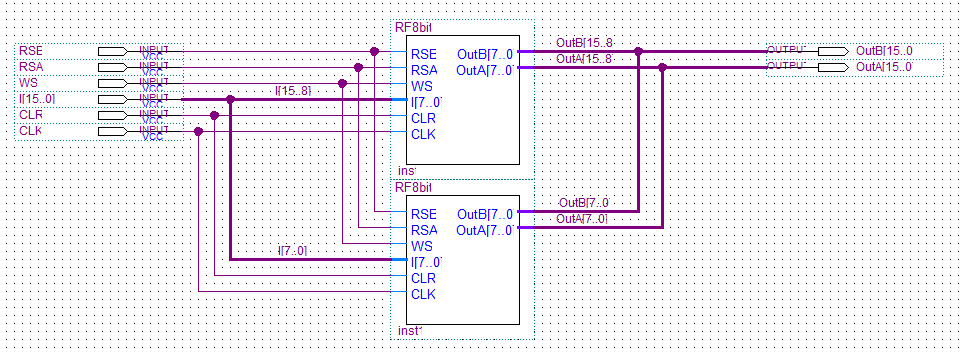 RF8bit
RSE INPUT VCC RSE OutB[7..0] OutB[15..8 OUTPU OutB[15..0
RSA INPUT VCC RSA OutA[7..0] OutA[15..8 OUTPU OutA[15..0
WS INPUT VCC WS
I[15..0] INPUT VCC I[15..8] I[7..0]
CLR INPUT VCC CLR
CLK INPUT VCC CLK
inst
RF8bit
RSE OutB[7..0 OutB[7..0
RSA OutA[7..0 OutA[7..0]
WS
I[7..0] I[7..0]
CLR
CLK
inst1